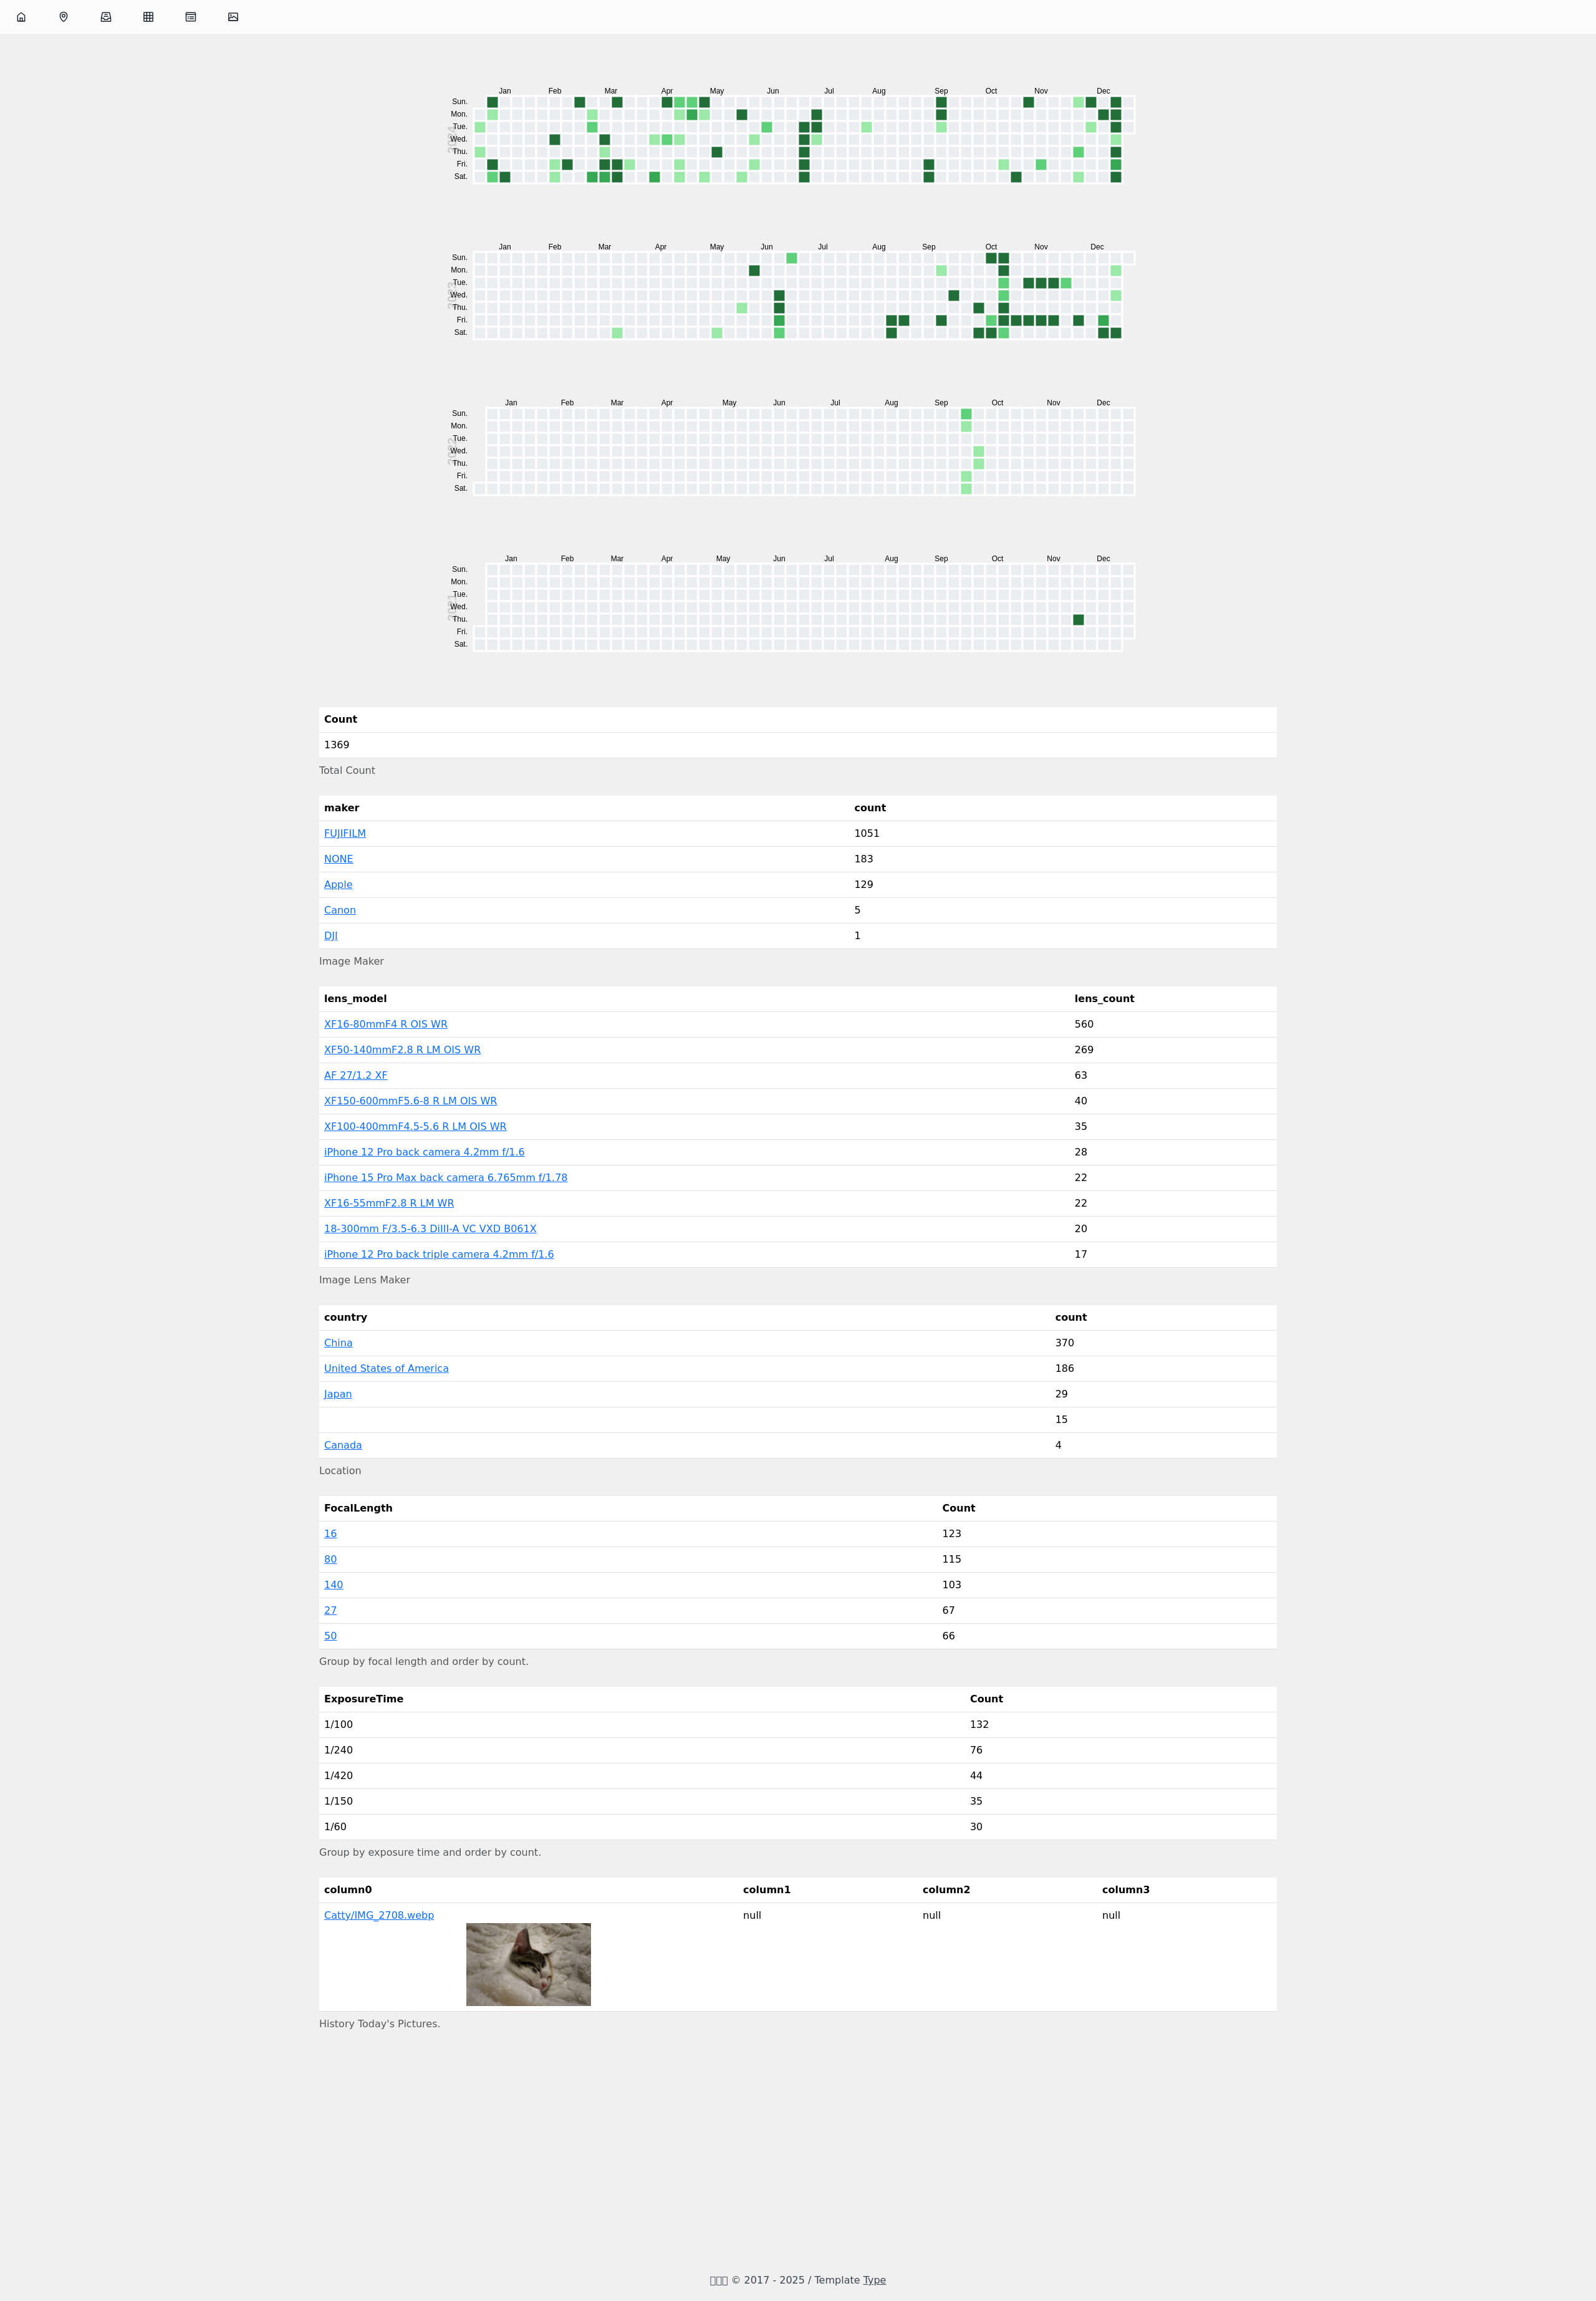 Jan Feb Mar Apr May Jun Jul Aug Sep Oct Nov Dec
Sun.
Mon.
Tue.
Wed.
Thu.
Fri.
Sat.
Jan Feb Mar Apr May Jun Jul Aug Sep Oct Nov Dec
Sun.
Mon.
Tue.
Wed.
Thu.
Fri.
Sat.
Jan Feb Mar Apr May Jun Jul Aug Sep Oct Nov Dec
Sun.
Mon.
Tue.
Wed.
Thu.
Fri.
Sat.
Jan Feb Mar Apr May Jun Jul Aug Sep Oct Nov Dec
Sun.
Mon.
Tue.
Wed.
Thu.
Fri.
Sat.
Count
1369
Total Count
maker count
FUJIFILM 1051
NONE 183
Apple 129
Canon 5
DJI 1
Image Maker
lens_model lens_count
XF16-80mmF4 R OIS WR 560
XF50-140mmF2.8 R LM OIS WR 269
AF 27/1.2 XF 63
XF150-600mmF5.6-8 R LM OIS WR 40
XF100-400mmF4.5-5.6 R LM OIS WR 35
iPhone 12 Pro back camera 4.2mm f/1.6 28
iPhone 15 Pro Max back camera 6.765mm f/1.78 22
XF16-55mmF2.8 R LM WR 22
18-300mm F/3.5-6.3 DiIII-A VC VXD B061X 20
iPhone 12 Pro back triple camera 4.2mm f/1.6 17
Image Lens Maker
country count
China 370
United States of America 186
Japan 29
15
Canada 4
Location
FocalLength Count
16 123
80 115
140 103
27 67
50 66
Group by focal length and order by count.
ExposureTime Count
1/100 132
1/240 76
1/420 44
1/150 35
1/60 30
Group by exposure time and order by count.
column0 column1 column2 column3
Catty/IMG_2708.webp null null null
History Today's Pictures.
© 2017 - 2025 / Template Type